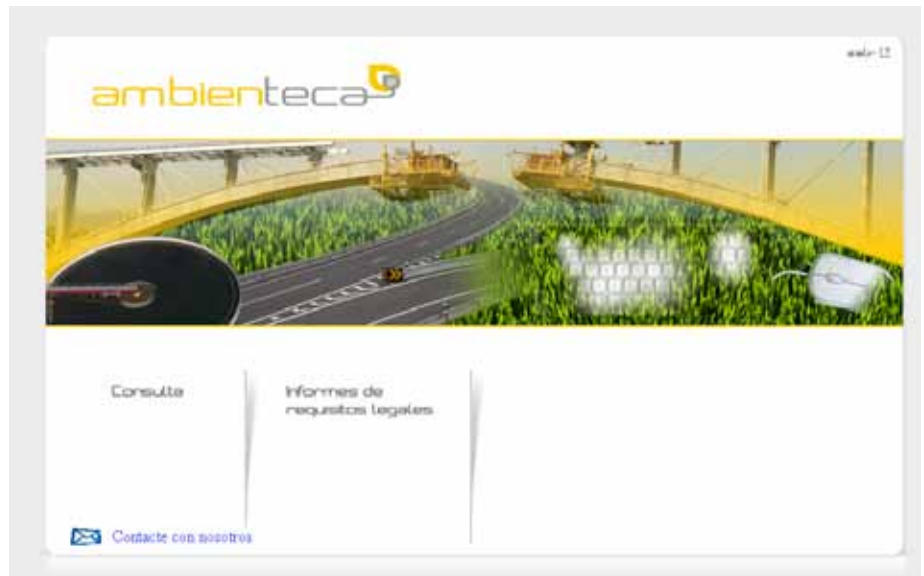 ambienteca
Consulta
Informes de
requisitos legales
Contacte con nosotros